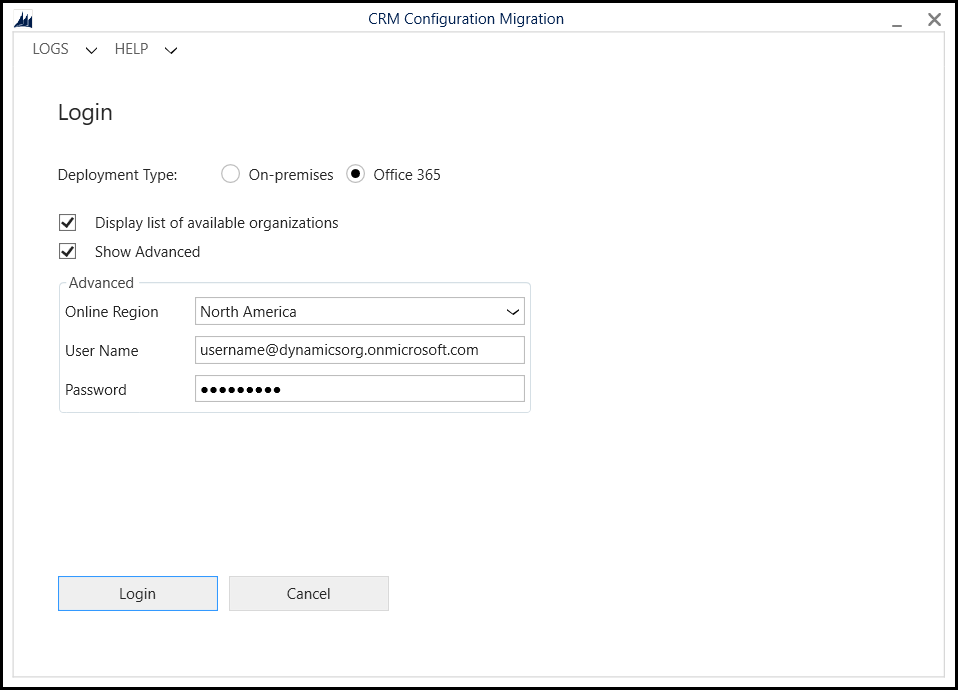 CRM Configuration Migration
LOGS HELP
Login
Deployment Type: On-premises Office 365
Display list of available organizations
Show Advanced
Advanced
Online Region North America
User Name username@dynamicsorg.onmicrosoft.com
Password ●●●●●●●●●
Login Cancel